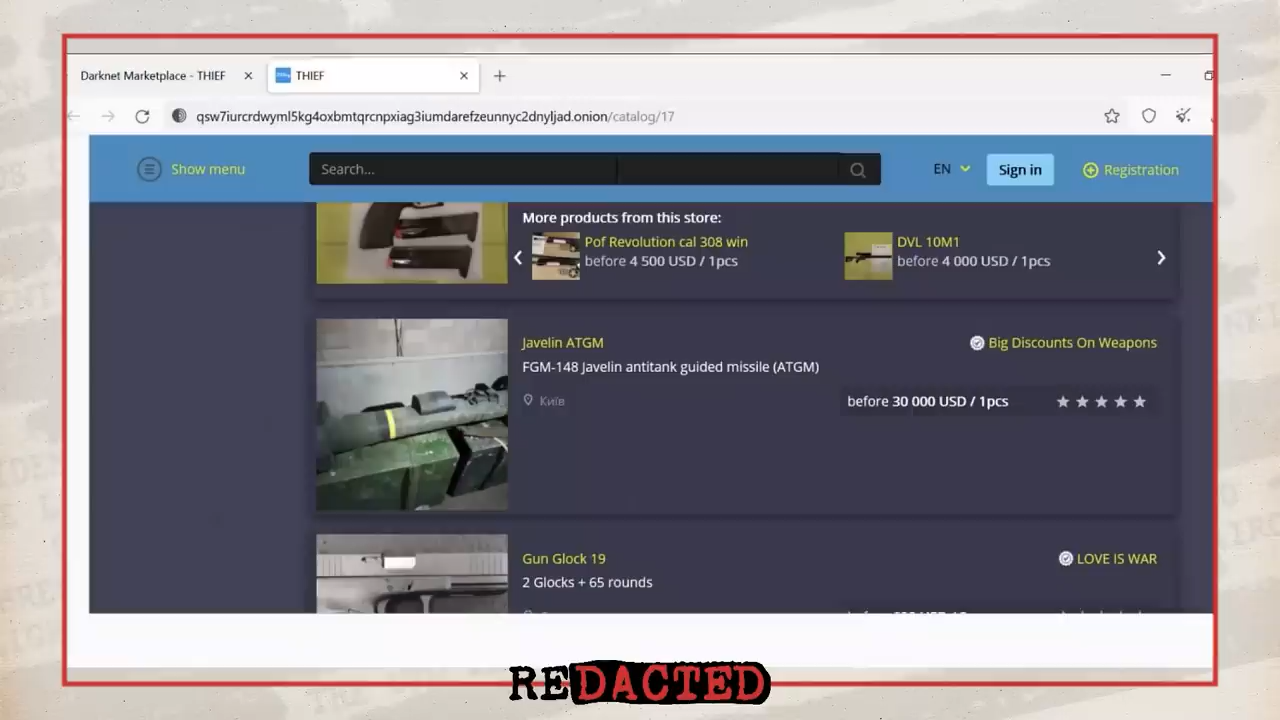 Darknet Marketplace - THIEF
THIEF
qsw7iurcrdwyml5kg4oxbmtqrcnpxiag3iumdarefzeunnyc2dnyljad.onion/catalog/17
Show menu
Search...
EN
Sign in
Registration
More products from this store:
Pof Revolution cal 308 win
before 4 500 USD / 1pcs
DVL 10M1
before 4 000 USD / 1pcs
Javelin ATGM
Big Discounts On Weapons
FGM-148 Javelin antitank guided missile (ATGM)
Київ
before 30 000 USD / 1pcs
Gun Glock 19
LOVE IS WAR
2 Glocks + 65 rounds
REDACTED